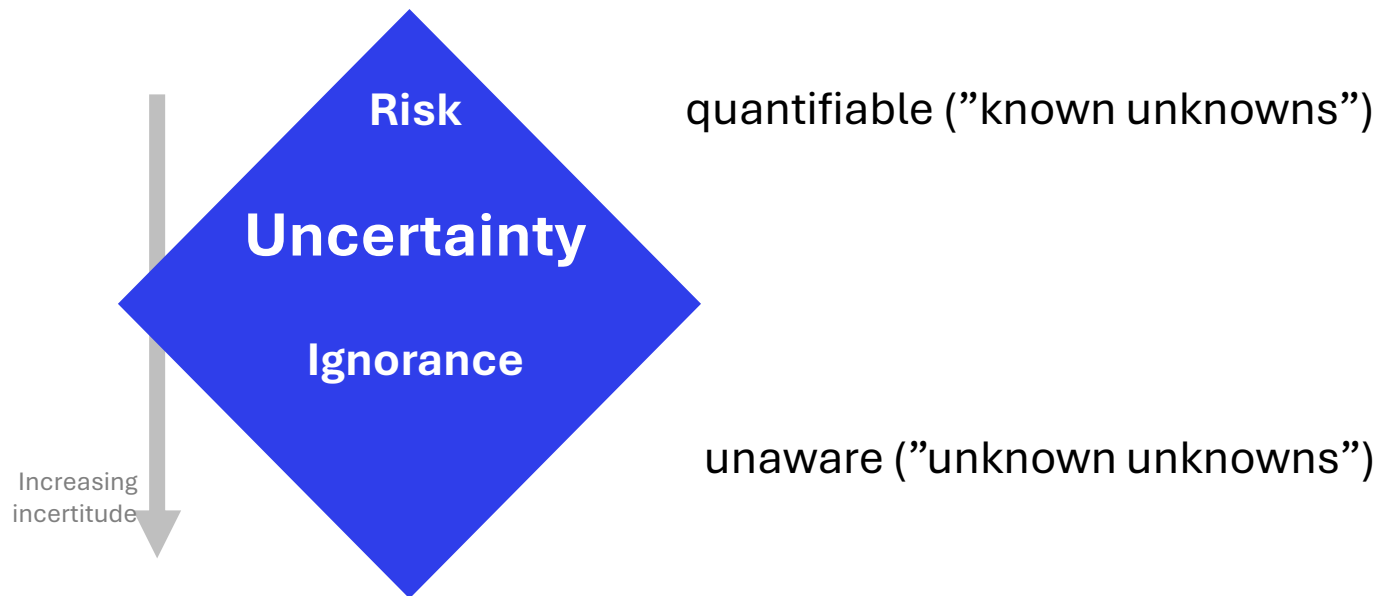 Risk
quantifiable (”known unknowns”)
Uncertainty
Ignorance
unaware (”unknown unknowns”)
Increasing
incertitude